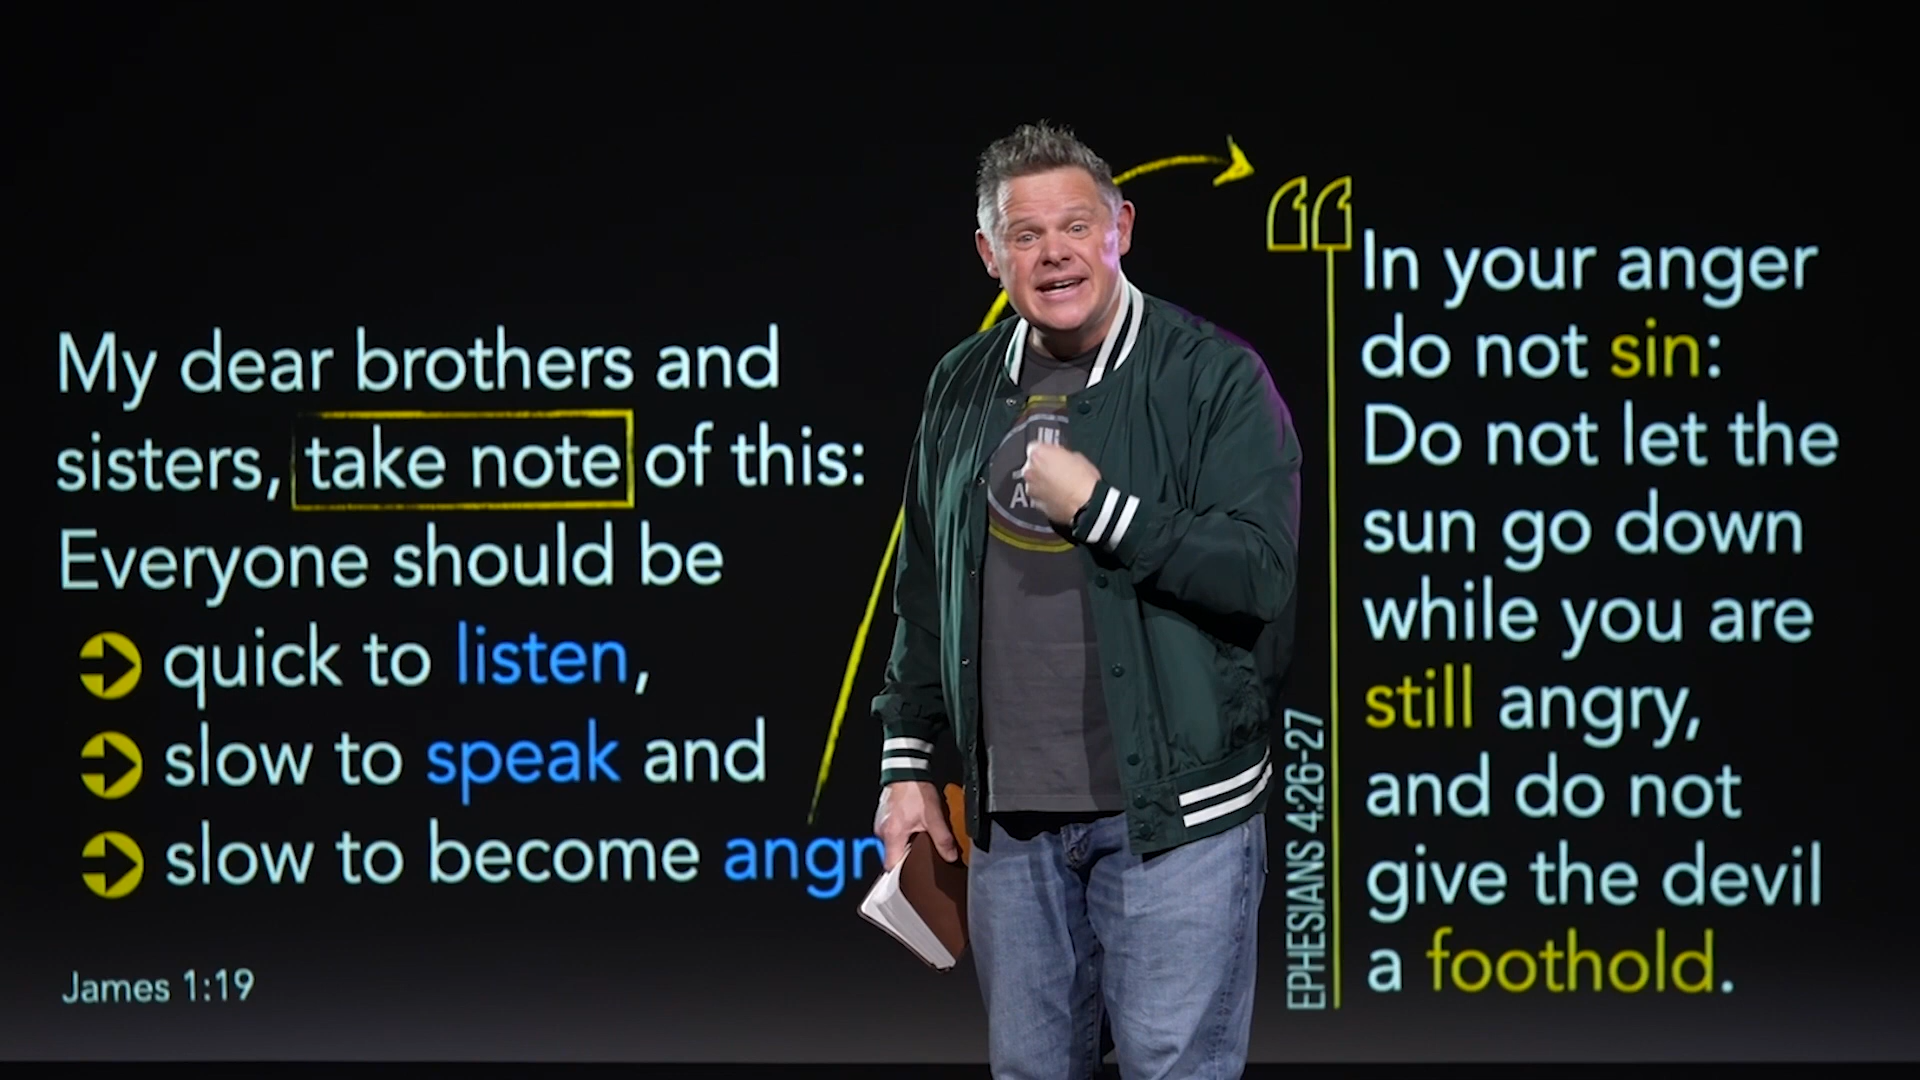 My dear brothers and
sisters, take note of this:
Everyone should be
quick to listen,
slow to speak and
slow to become angry
James 1:19
“
In your anger
do not sin:
Do not let the
sun go down
while you are
still angry,
and do not
give the devil
a foothold.
EPHESIANS 4:26-27